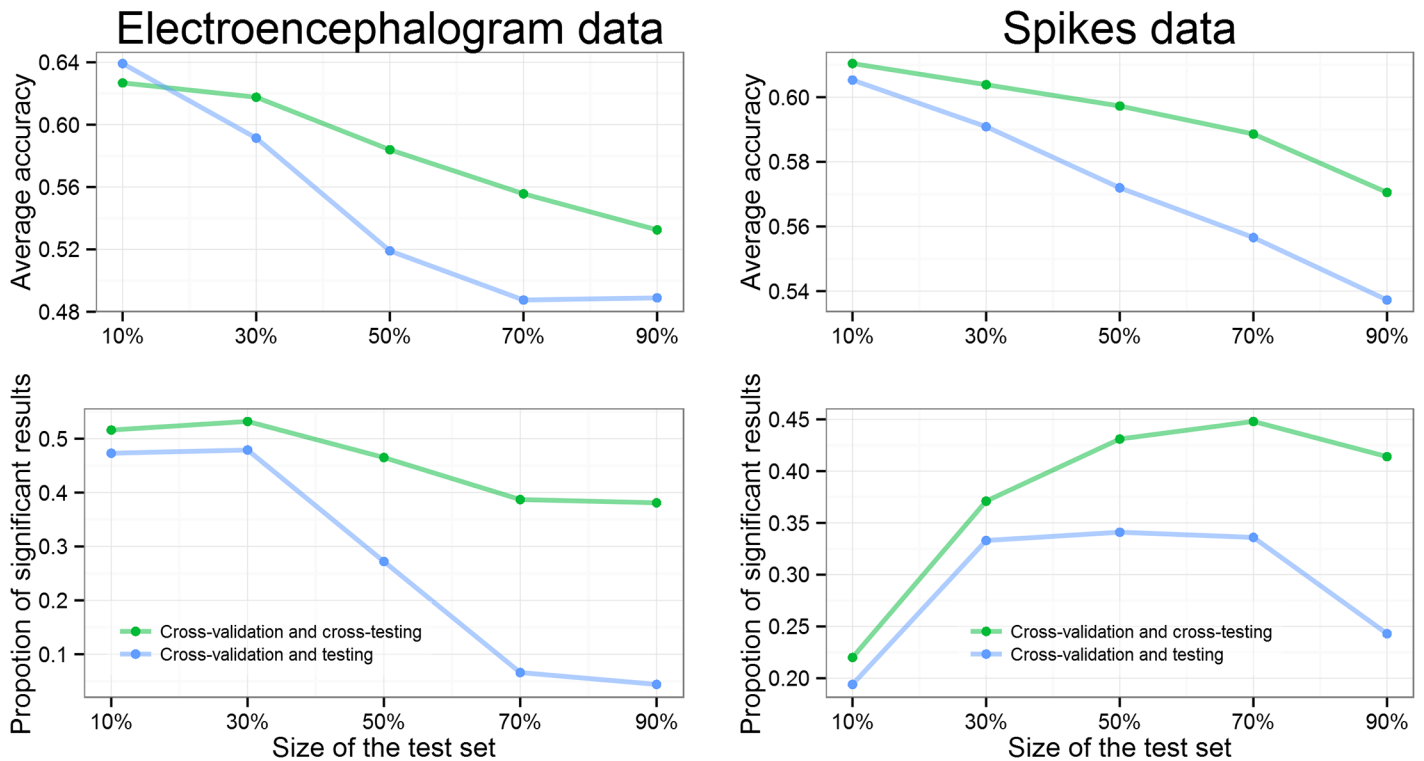 Electroencephalogram data
Spikes data
Average accuracy
0.64
0.60
0.56
0.52
0.48
10% 30% 50% 70% 90%
Average accuracy
0.60
0.58
0.56
0.54
10% 30% 50% 70% 90%
Propotion of significant results
0.5
0.4
0.3
0.2
0.1
Cross-validation and cross-testing
Cross-validation and testing
10% 30% 50% 70% 90%
Size of the test set
Propotion of significant results
0.45
0.40
0.35
0.30
0.25
0.20
Cross-validation and cross-testing
Cross-validation and testing
10% 30% 50% 70% 90%
Size of the test set